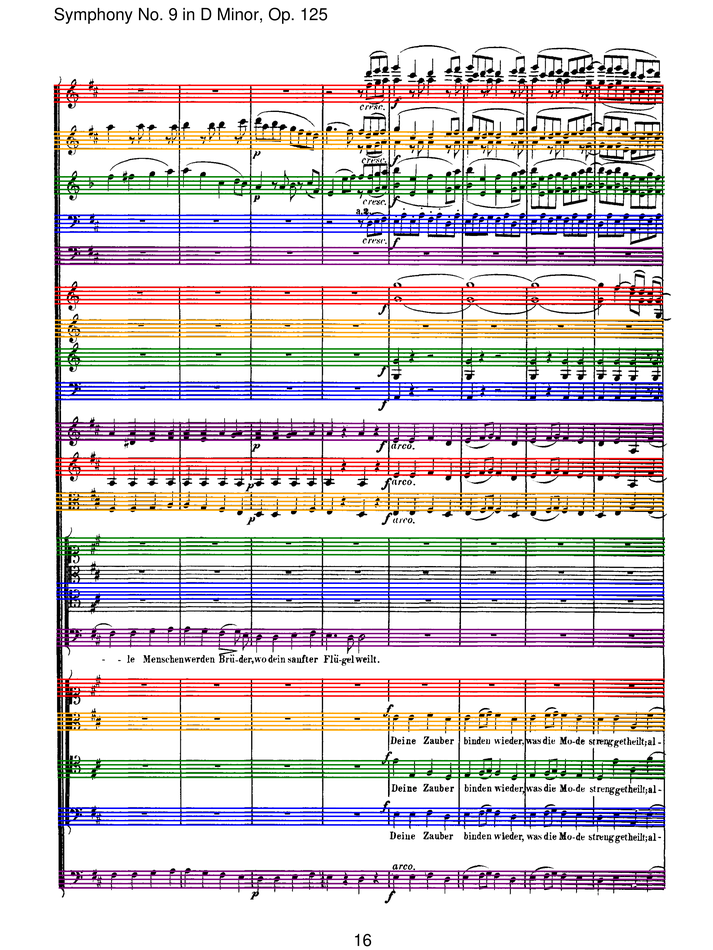 Symphony No. 9 in D Minor, Op. 125
cresc. f
p cresc. f
p cresc. f
a.2.
cresc. f
f
f
f
p f arco.
f arco.
p f arco.
- - le Menschen werden Brü-der, wo dein sanfter Flü-gel weilt.
f
Deine Zauber binden wieder, was die Mo-de streng getheilt; al-
f
Deine Zauber binden wieder, was die Mo-de streng getheilt; al-
f
Deine Zauber binden wieder, was die Mo-de streng getheilt; al-
arco.
p f
16